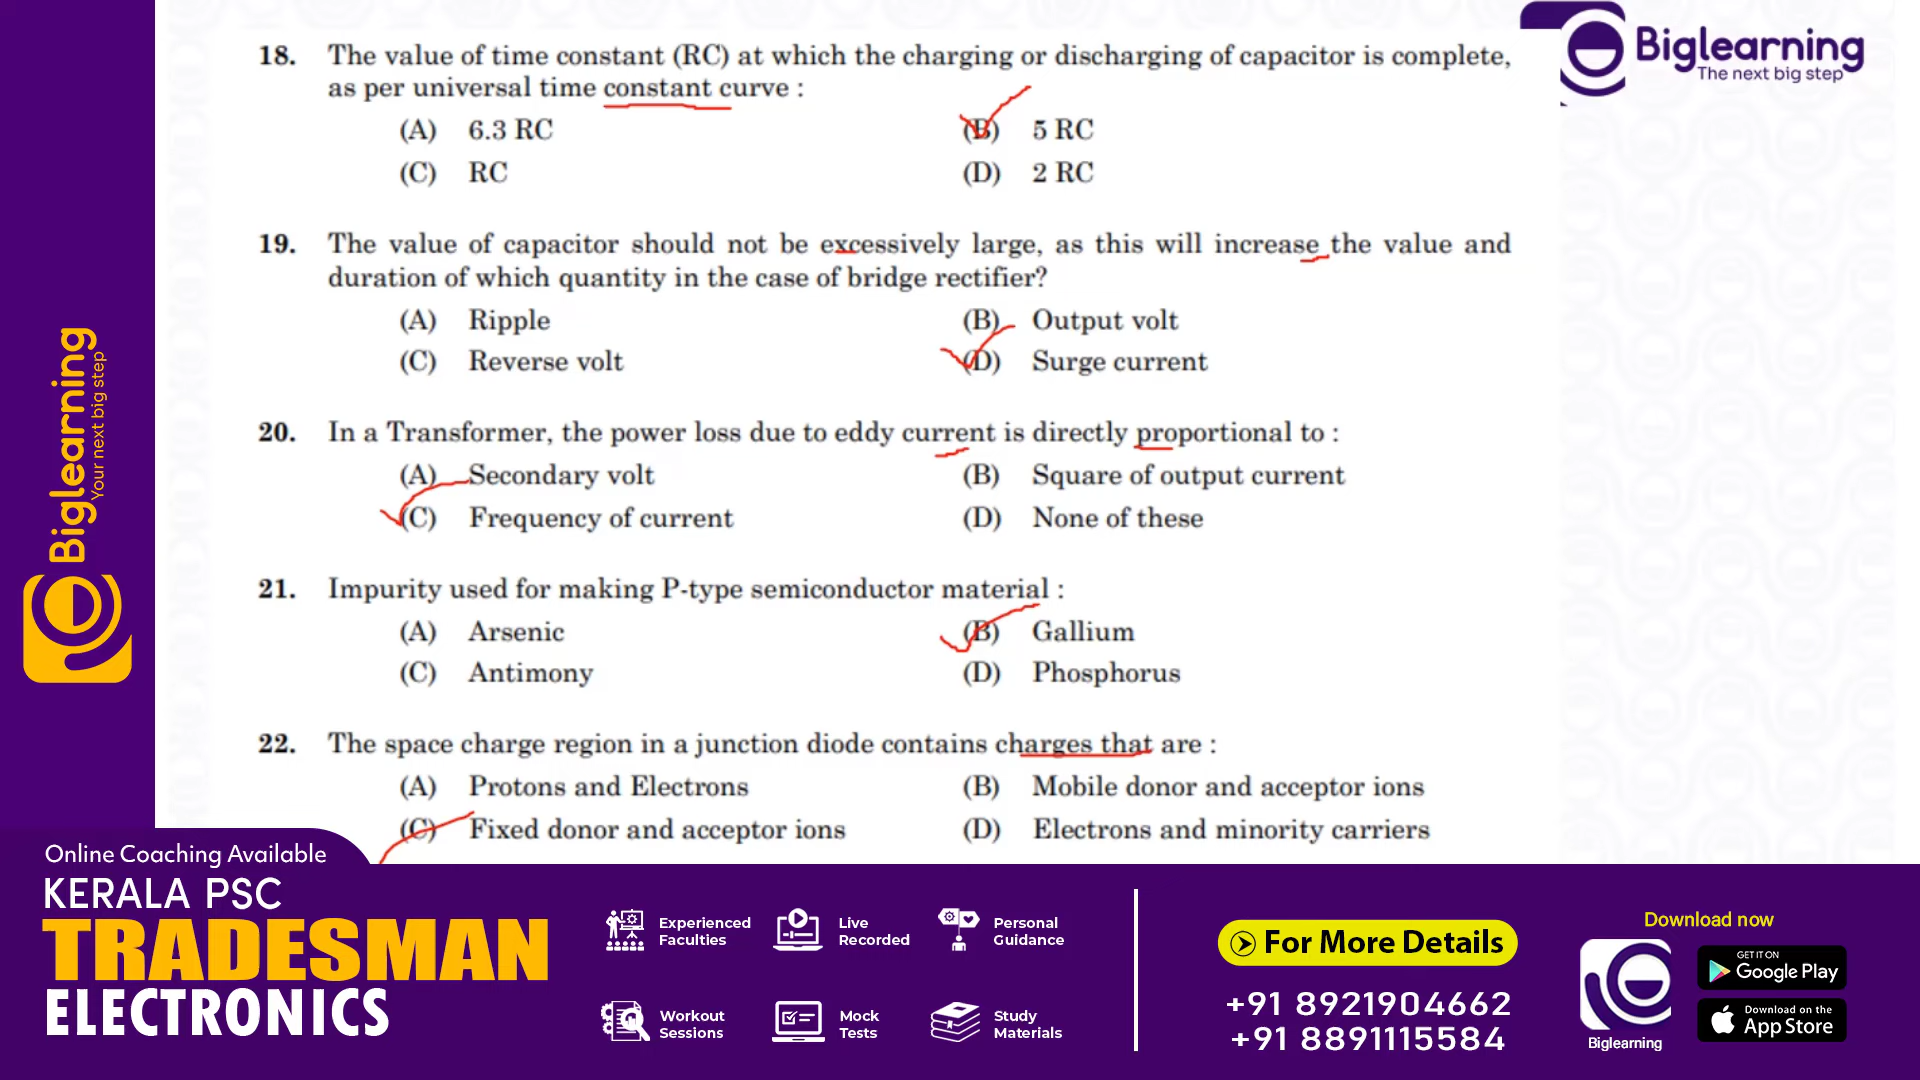 Biglearning
The next big step
18. The value of time constant (RC) at which the charging or discharging of capacitor is complete,
as per universal time constant curve :
(A) 6.3 RC (B) 5 RC
(C) RC (D) 2 RC
19. The value of capacitor should not be excessively large, as this will increase the value and
duration of which quantity in the case of bridge rectifier?
(A) Ripple (B) Output volt
(C) Reverse volt (D) Surge current
20. In a Transformer, the power loss due to eddy current is directly proportional to :
(A) Secondary volt (B) Square of output current
(C) Frequency of current (D) None of these
21. Impurity used for making P-type semiconductor material :
(A) Arsenic (B) Gallium
(C) Antimony (D) Phosphorus
22. The space charge region in a junction diode contains charges that are :
(A) Protons and Electrons (B) Mobile donor and acceptor ions
(C) Fixed donor and acceptor ions (D) Electrons and minority carriers
Biglearning
Your next big step
Online Coaching Available
KERALA PSC
TRADESMAN
ELECTRONICS
Experienced
Faculties
Live
Recorded
Personal
Guidance
Workout
Sessions
Mock
Tests
Study
Materials
For More Details
+91 8921904662
+91 8891115584
Download now
Biglearning
GET IT ON
Google Play
Download on the
App Store